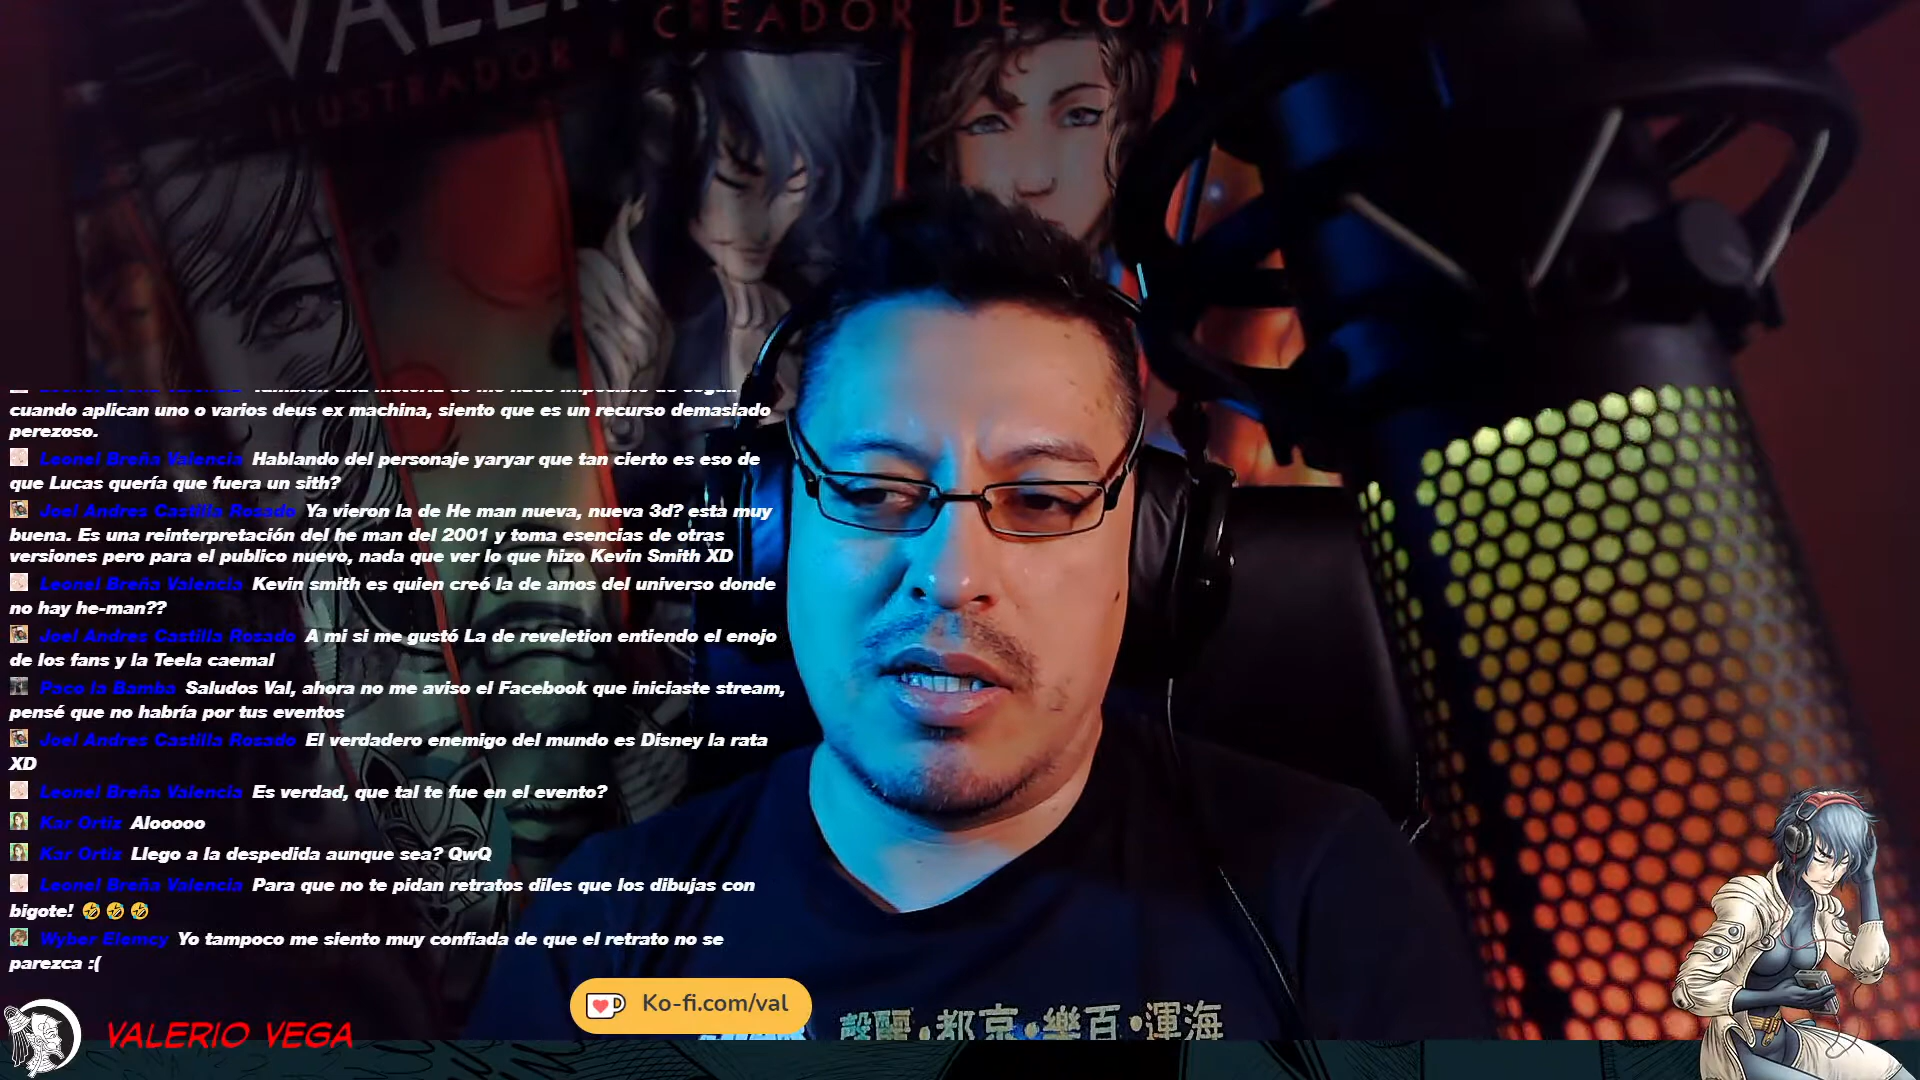 CREADOR DE COM
ILUSTRADOR
cuando aplican uno o varios deus ex machina, siento que es un recurso demasiado
perezoso.
Leonel Breña Valencia Hablando del personaje yaryar que tan cierto es eso de
que Lucas quería que fuera un sith?
Joel Andres Castilla Rosado Ya vieron la de He man nueva, nueva 3d? esta muy
buena. Es una reinterpretación del he man del 2001 y toma esencias de otras
versiones pero para el publico nuevo, nada que ver lo que hizo Kevin Smith XD
Leonel Breña Valencia Kevin smith es quien creó la de amos del universo donde
no hay he-man??
Joel Andres Castilla Rosado A mi si me gustó La de reveletion entiendo el enojo
de los fans y la Teela caemal
Paco la Bamba Saludos Val, ahora no me aviso el Facebook que iniciaste stream,
pensé que no habría por tus eventos
Joel Andres Castilla Rosado El verdadero enemigo del mundo es Disney la rata
XD
Leonel Breña Valencia Es verdad, que tal te fue en el evento?
Kar Ortiz Alooooo
Kar Ortiz Llego a la despedida aunque sea? QwQ
Leonel Breña Valencia Para que no te pidan retratos diles que los dibujas con
bigote! 🤣 🤣 🤣
Wyber Elemcy Yo tampoco me siento muy confiada de que el retrato no se
parezca :(
Ko-fi.com/val
都京•樂百•運海
VALERIO VEGA